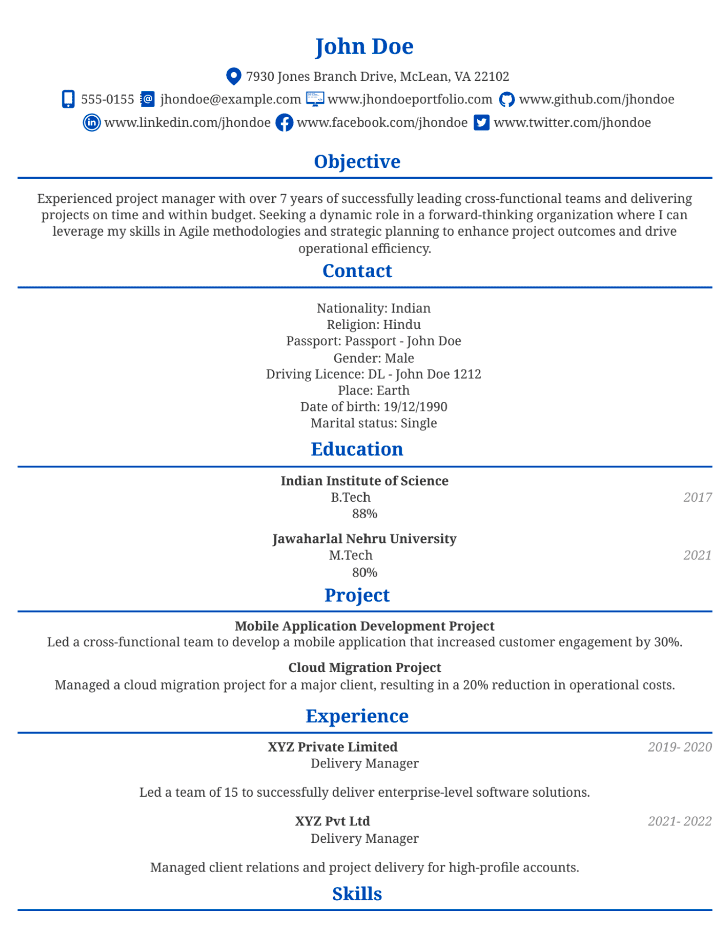 John Doe
7930 Jones Branch Drive, McLean, VA 22102
555-0155 jhondoe@example.com www.jhondoeportfolio.com www.github.com/jhondoe
www.linkedin.com/jhondoe www.facebook.com/jhondoe www.twitter.com/jhondoe
Objective
Experienced project manager with over 7 years of successfully leading cross-functional teams and delivering
projects on time and within budget. Seeking a dynamic role in a forward-thinking organization where I can
leverage my skills in Agile methodologies and strategic planning to enhance project outcomes and drive
operational efficiency.
Contact
Nationality: Indian
Religion: Hindu
Passport: Passport - John Doe
Gender: Male
Driving Licence: DL - John Doe 1212
Place: Earth
Date of birth: 19/12/1990
Marital status: Single
Education
Indian Institute of Science
B.Tech 2017
88%
Jawaharlal Nehru University
M.Tech 2021
80%
Project
Mobile Application Development Project
Led a cross-functional team to develop a mobile application that increased customer engagement by 30%.
Cloud Migration Project
Managed a cloud migration project for a major client, resulting in a 20% reduction in operational costs.
Experience
XYZ Private Limited 2019- 2020
Delivery Manager
Led a team of 15 to successfully deliver enterprise-level software solutions.
XYZ Pvt Ltd 2021- 2022
Delivery Manager
Managed client relations and project delivery for high-profile accounts.
Skills